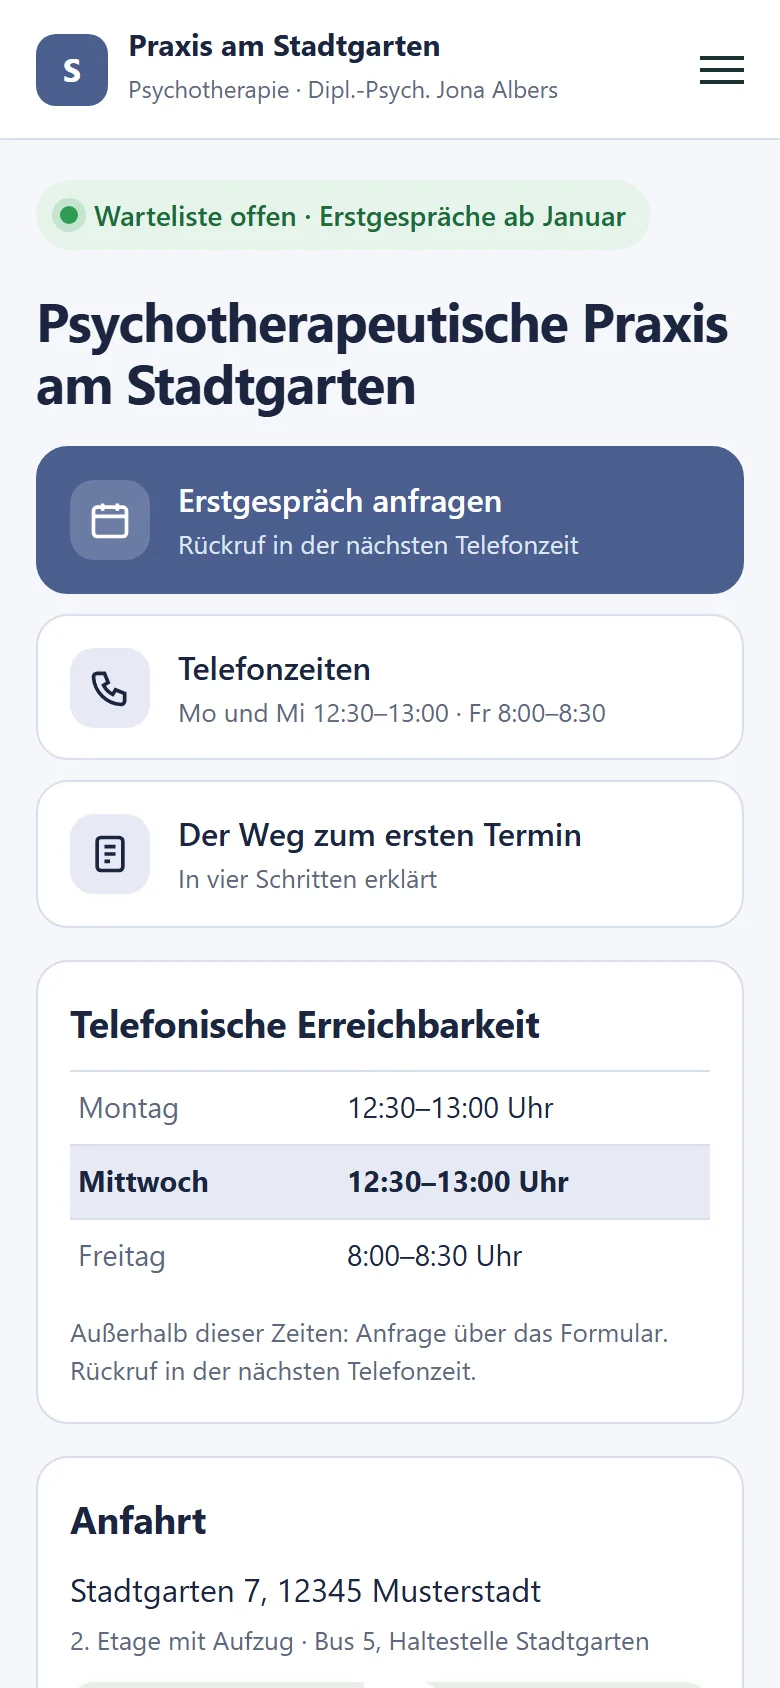 S
Praxis am Stadtgarten
Psychotherapie · Dipl.-Psych. Jona Albers
Warteliste offen · Erstgespräche ab Januar
Psychotherapeutische Praxis
am Stadtgarten
Erstgespräch anfragen
Rückruf in der nächsten Telefonzeit
Telefonzeiten
Mo und Mi 12:30–13:00 · Fr 8:00–8:30
Der Weg zum ersten Termin
In vier Schritten erklärt
Telefonische Erreichbarkeit
Montag 12:30–13:00 Uhr
Mittwoch 12:30–13:00 Uhr
Freitag 8:00–8:30 Uhr
Außerhalb dieser Zeiten: Anfrage über das Formular.
Rückruf in der nächsten Telefonzeit.
Anfahrt
Stadtgarten 7, 12345 Musterstadt
2. Etage mit Aufzug · Bus 5, Haltestelle Stadtgarten